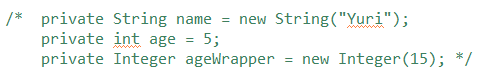 /*  private String name = new String("Yuri");
    private int age = 5;
    private Integer ageWrapper = new Integer(15); */